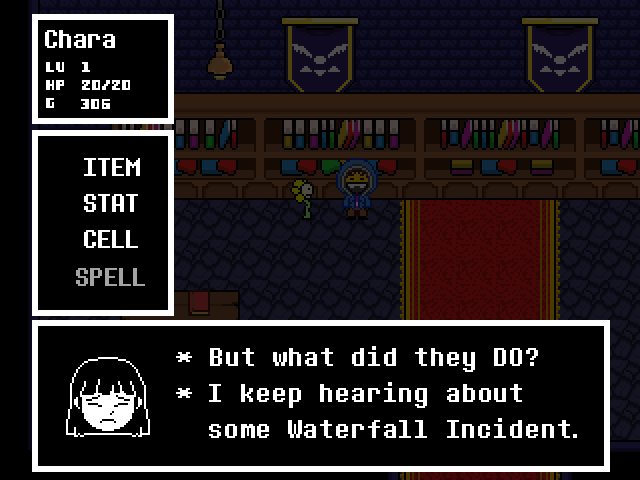 Chara
LV 1
HP 20/20
G 306
ITEM
STAT
CELL
SPELL
* But what did they DO?
* I keep hearing about
some Waterfall Incident.